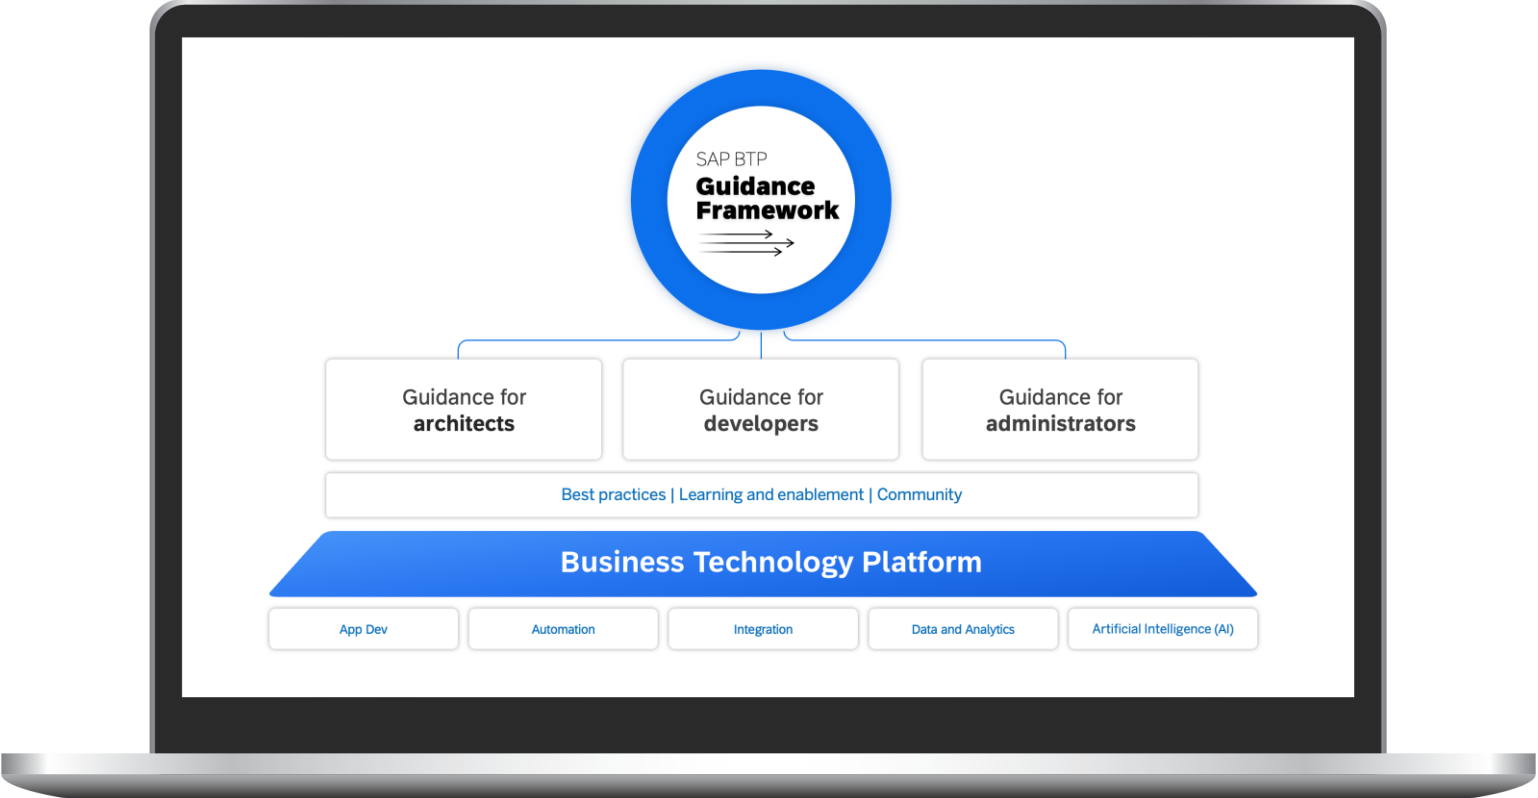 SAP BTP
Guidance
Framework
Guidance for
architects
Guidance for
developers
Guidance for
administrators
Best practices | Learning and enablement | Community
Business Technology Platform
App Dev
Automation
Integration
Data and Analytics
Artificial Intelligence (AI)